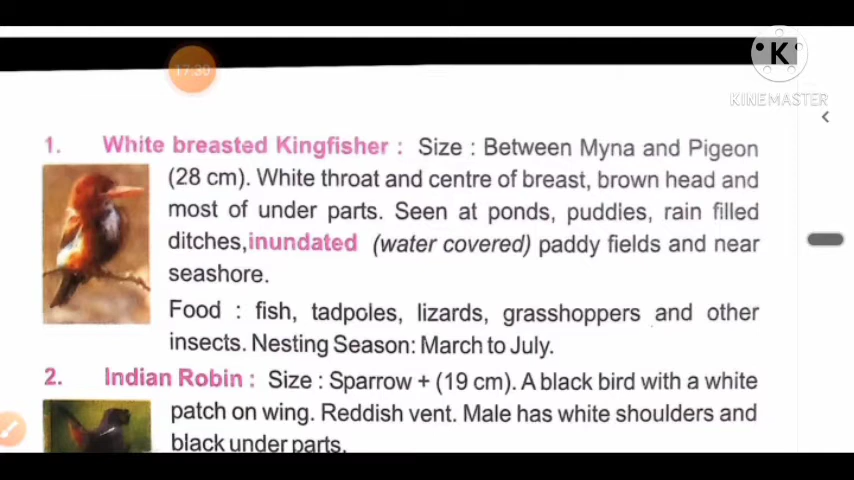 17:30
K
KINEMASTER
1. White breasted Kingfisher : Size : Between Myna and Pigeon
(28 cm). White throat and centre of breast, brown head and
most of under parts. Seen at ponds, puddles, rain filled
ditches,inundated (water covered) paddy fields and near
seashore.
Food : fish, tadpoles, lizards, grasshoppers and other
insects. Nesting Season: March to July.
2. Indian Robin : Size : Sparrow + (19 cm). A black bird with a white
patch on wing. Reddish vent. Male has white shoulders and
black under parts.